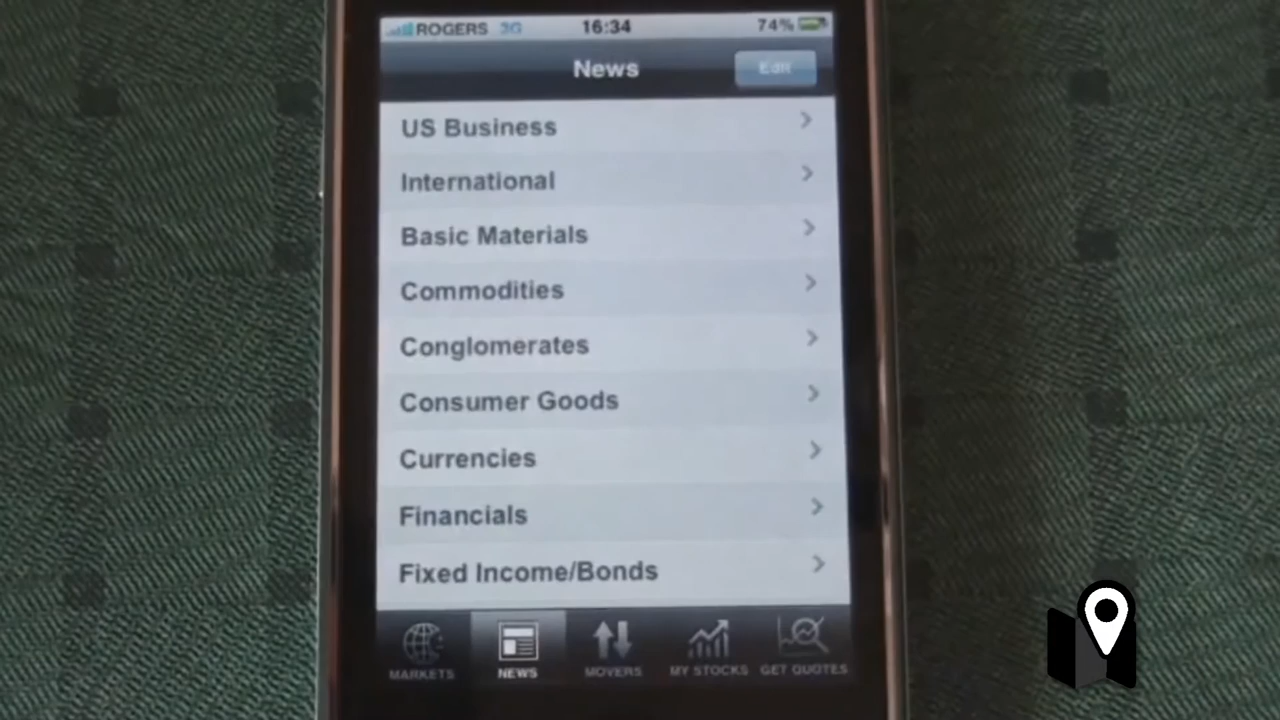 ROGERS 3G 16:34 74%
News Edit
US Business
International
Basic Materials
Commodities
Conglomerates
Consumer Goods
Currencies
Financials
Fixed Income/Bonds
MARKETS NEWS MOVERS MY STOCKS GET QUOTES